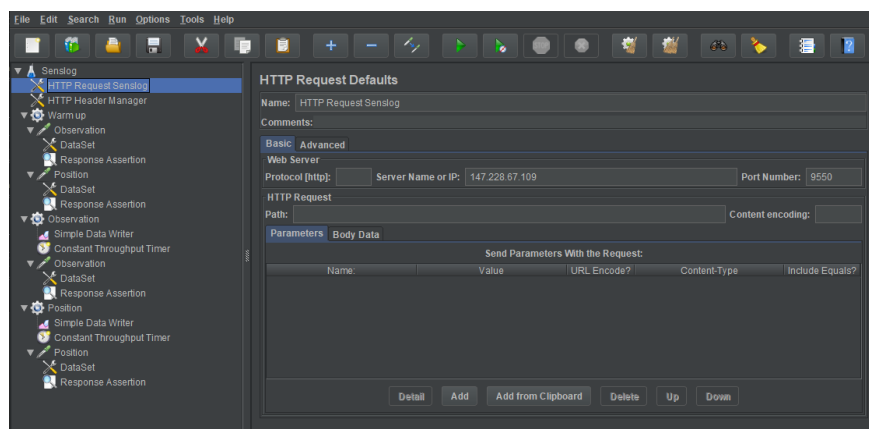 File Edit Search Run Options Tools Help
Senslog
HTTP Request Senslog
HTTP Header Manager
Warm up
Observation
DataSet
Response Assertion
Position
DataSet
Response Assertion
Observation
Simple Data Writer
Constant Throughput Timer
Observation
DataSet
Response Assertion
Position
Simple Data Writer
Constant Throughput Timer
Position
DataSet
Response Assertion
HTTP Request Defaults
Name: HTTP Request Senslog
Comments:
Basic Advanced
Web Server
Protocol [http]: Server Name or IP: 147.228.67.109 Port Number: 9550
HTTP Request
Path: Content encoding:
Parameters Body Data
Send Parameters With the Request:
Name: Value URL Encode? Content-Type Include Equals?
Detail Add Add from Clipboard Delete Up Down